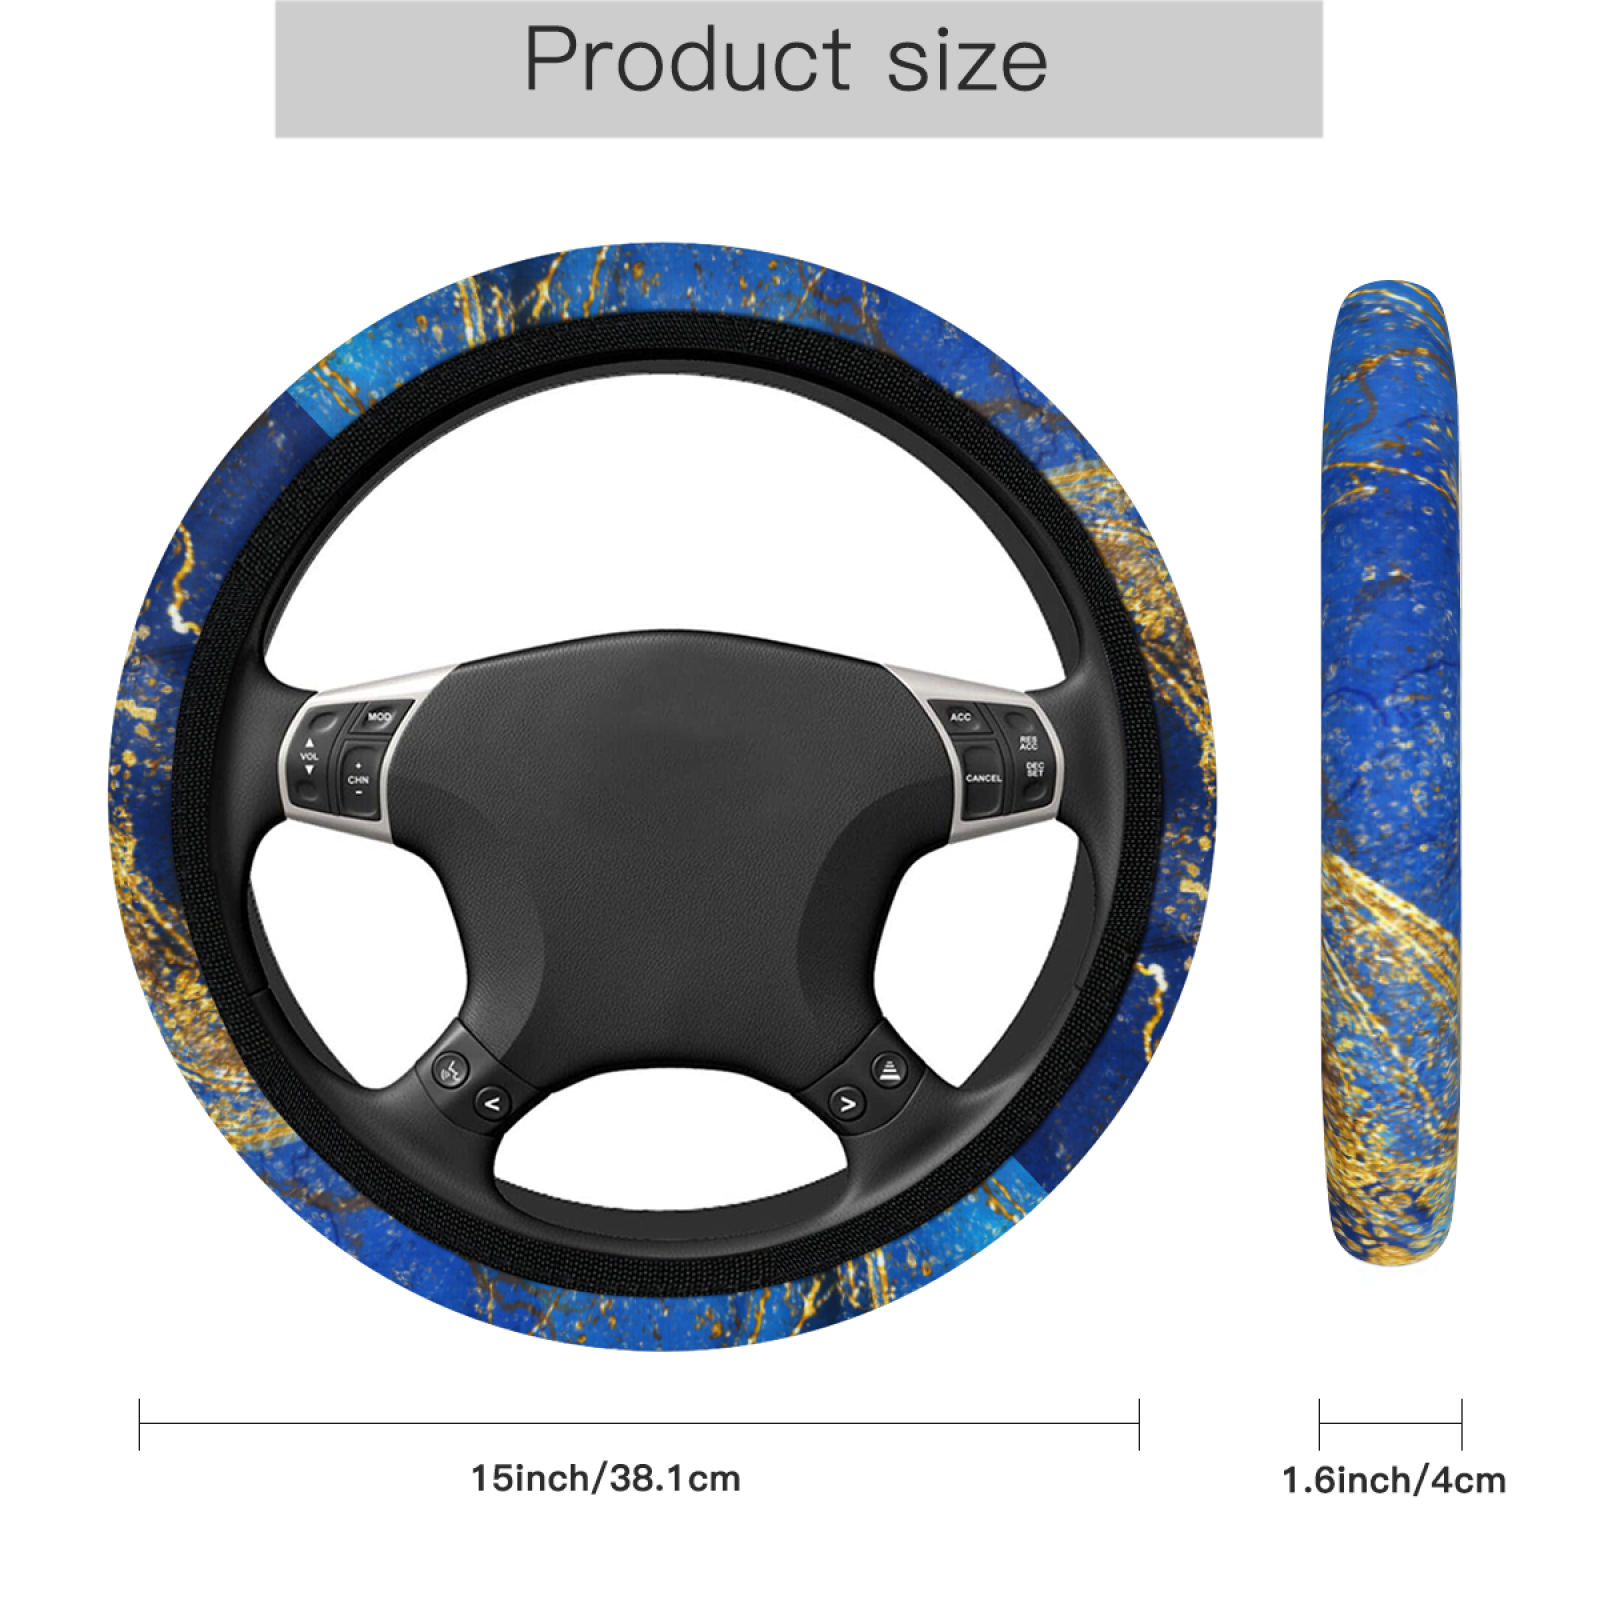 Product size
MOD
VOL
+
CHN
-
ACC
RES
ACC
CANCEL
DEC
SET
<
>
15inch/38.1cm
1.6inch/4cm